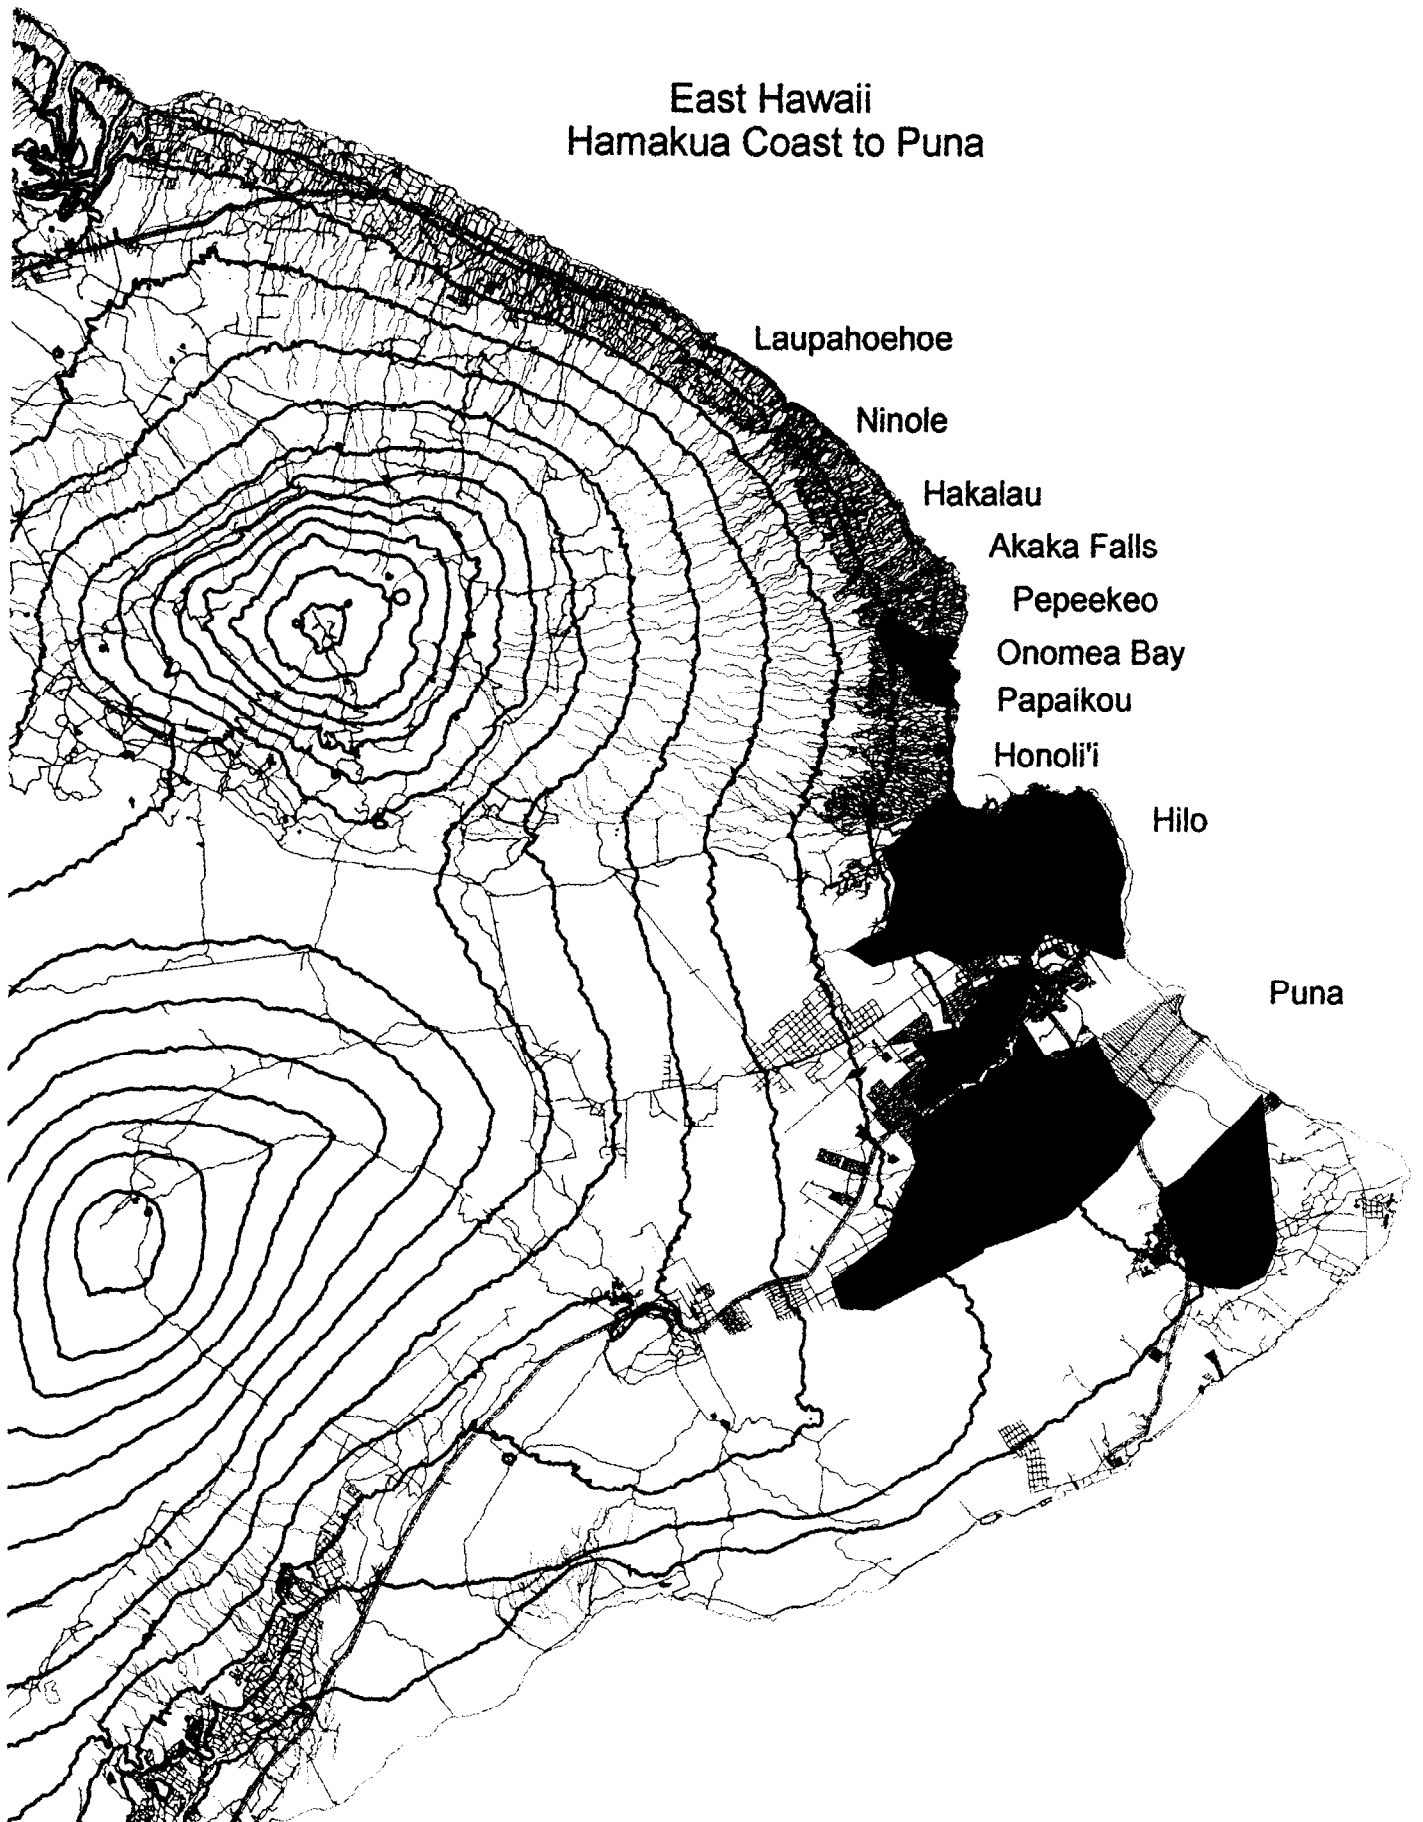 East Hawaii
Hamakua Coast to Puna
Laupahoehoe
Ninole
Hakalau
Akaka Falls
Pepeekeo
Onomea Bay
Papaikou
Honoli'i
Hilo
Puna